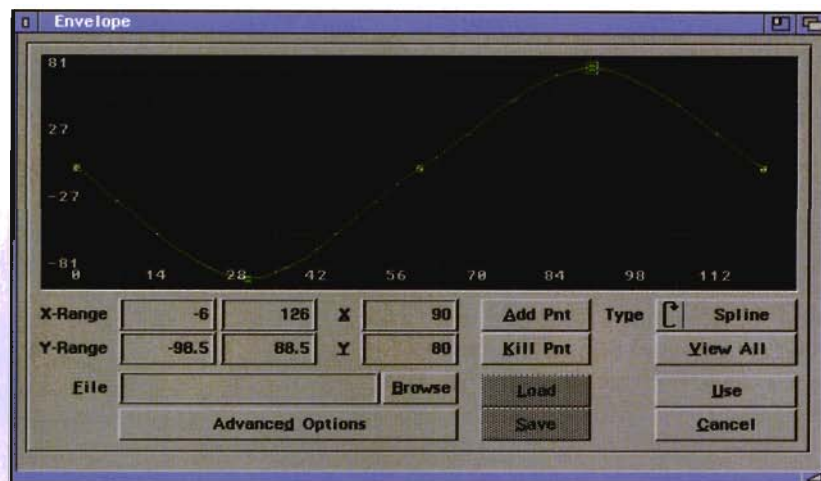 Envelope
81
27
-27
-81
0 14 28 42 56 70 84 98 112
X-Range -6 126 X 90 Add Pnt Type Spline
Y-Range -98.5 88.5 Y 80 Kill Pnt View All
File Browse Load Use
Advanced Options Save Cancel